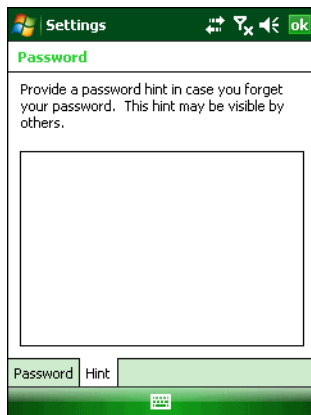 Settings
ok
Password
Provide a password hint in case you forget
your password.  This hint may be visible by
others.
Password Hint